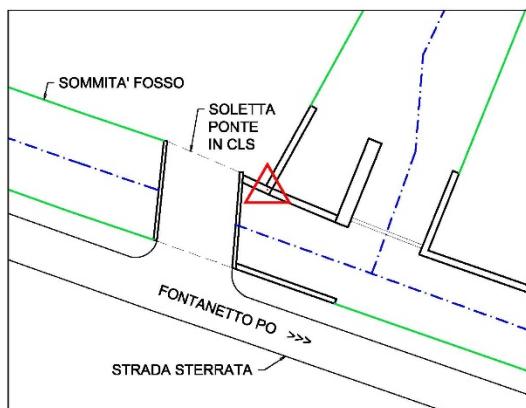 SOMMITA' FOSSO
SOLETTA
PONTE
IN CLS
FONTANETTO PO >>>
STRADA STERRATA